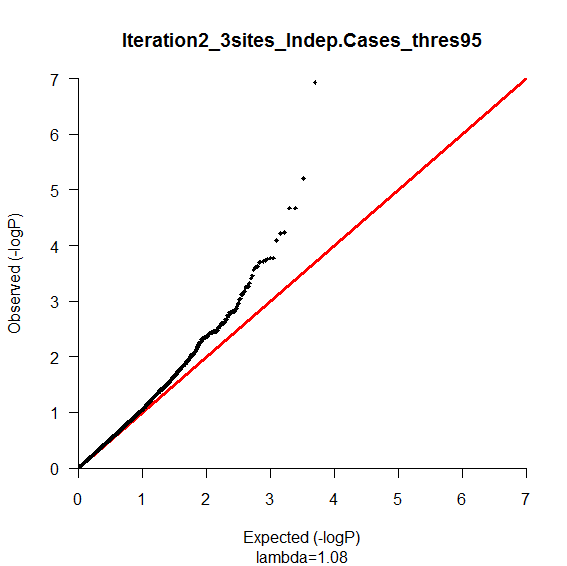 Iteration2_3sites_Indep.Cases_thres95
7
6
5
4
3
2
1
0
Observed (-logP)
0 1 2 3 4 5 6 7
Expected (-logP)
lambda=1.08